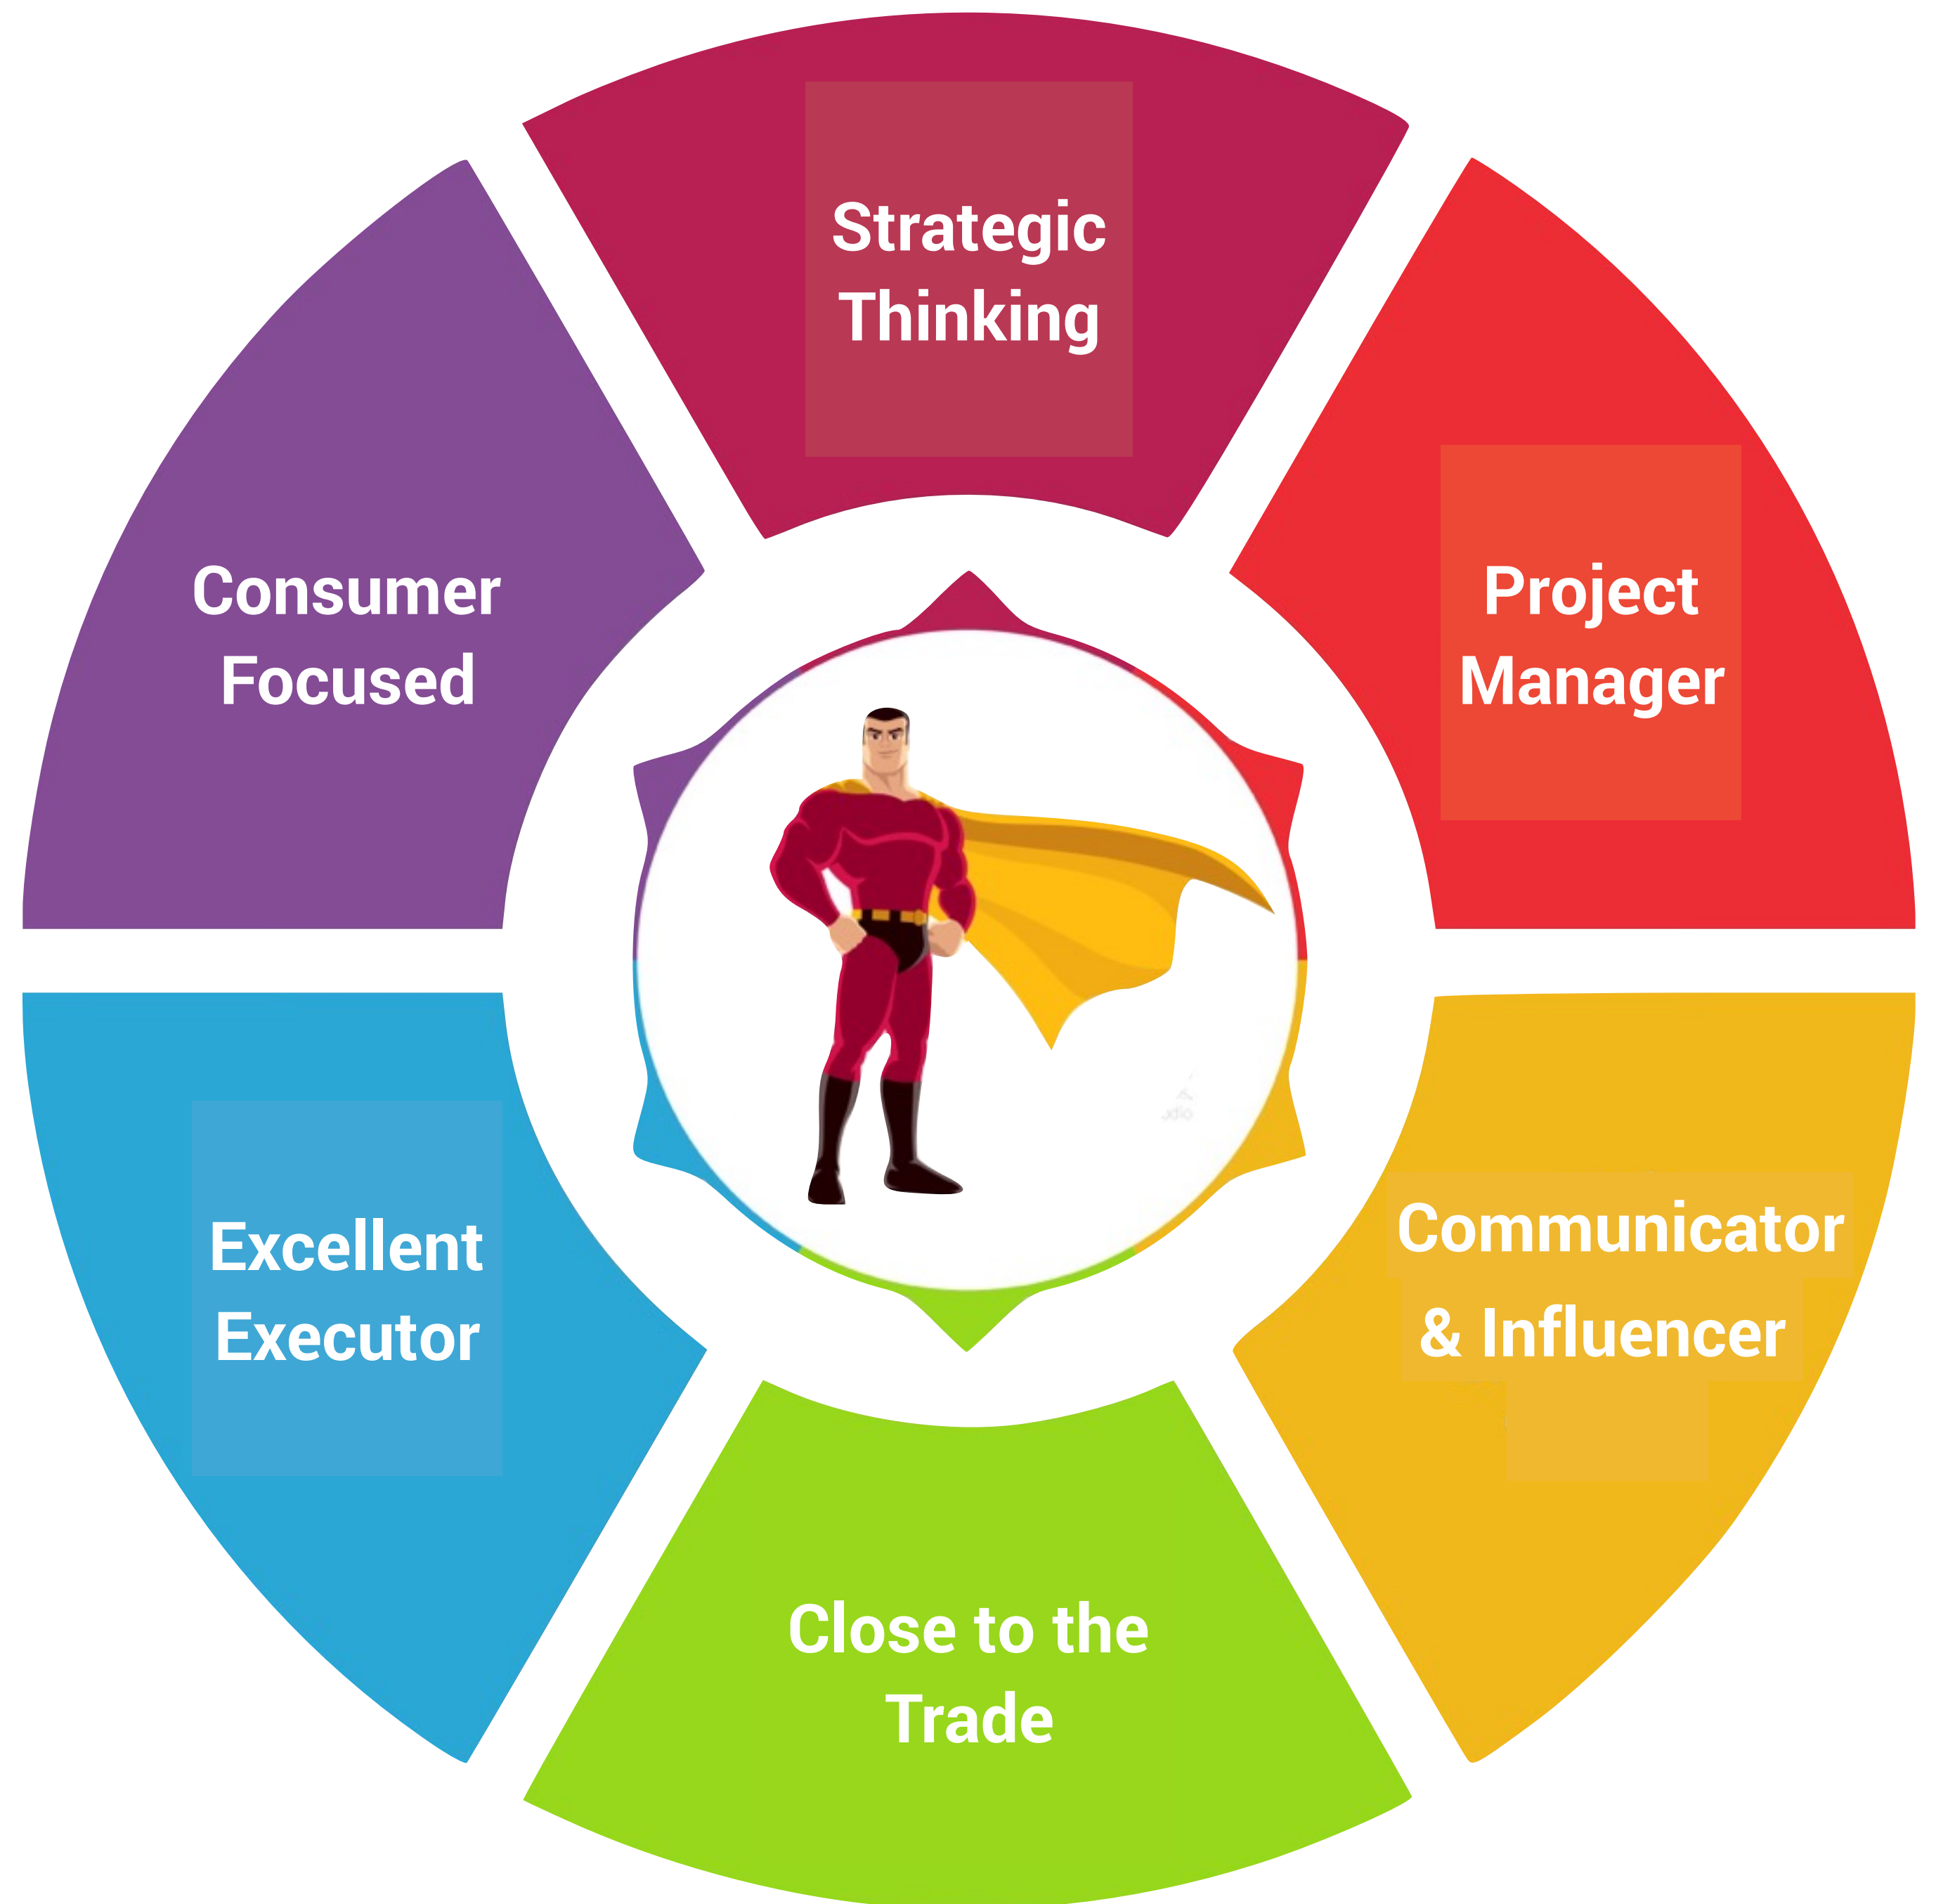 Strategic
Thinking
Project
Manager
Communicator
& Influencer
Close to the
Trade
Excellent
Executor
Consumer
Focused